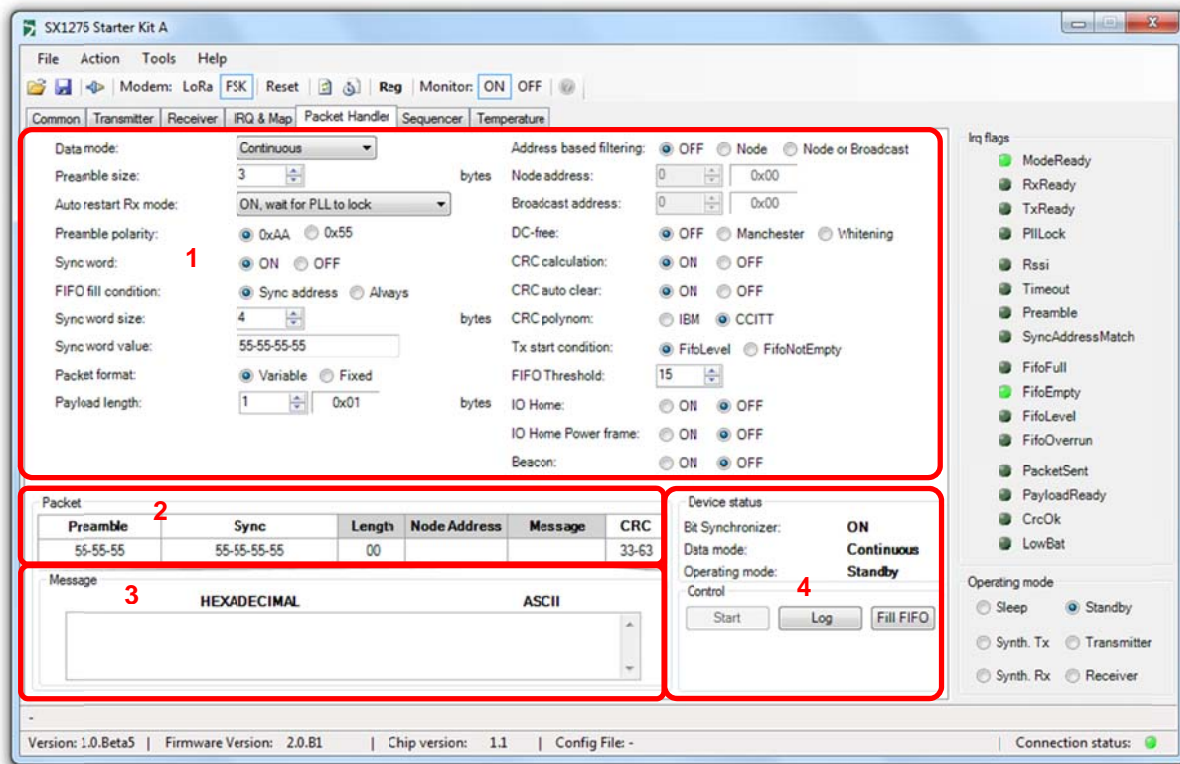 SX1275 Starter Kit A
File Action Tools Help
Modem: LoRa FSK Reset Reg Monitor: ON OFF
Common Transmitter Receiver IRQ & Map Packet Handler Sequencer Temperature
Data mode: Continuous
Preamble size: 3 bytes
Auto restart Rx mode: ON, wait for PLL to lock
Preamble polarity: 0xAA 0x55
1
Sync word: ON OFF
FIFO fill condition: Sync address Always
Sync word size: 4 bytes
Sync word value: 55-55-55-55
Packet format: Variable Fixed
Payload length: 1 0x01 bytes
Address based filtering: OFF Node Node or Broadcast
Node address: 0 0x00
Broadcast address: 0 0x00
DC-free: OFF Manchester Whitening
CRC calculation: ON OFF
CRC auto clear: ON OFF
CRC polynom: IBM CCITT
Tx start condition: FifoLevel FifoNotEmpty
FIFO Threshold: 15
IO Home: ON OFF
IO Home Power frame: ON OFF
Beacon: ON OFF
Packet
2
Preamble Sync Length Node Address Message CRC
55-55-55 55-55-55-55 00 33-63
Message
3
HEXADECIMAL ASCII
Device status
Bit Synchronizer: ON
Data mode: Continuous
Operating mode: Standby
4
Control
Start Log Fill FIFO
Irq flags
ModeReady
RxReady
TxReady
PllLock
Rssi
Timeout
Preamble
SyncAddressMatch
FifoFull
FifoEmpty
FifoLevel
FifoOverrun
PacketSent
PayloadReady
CrcOk
LowBat
Operating mode
Sleep Standby
Synth. Tx Transmitter
Synth. Rx Receiver
-
Version: 1.0.Beta5 | Firmware Version: 2.0.B1 | Chip version: 1.1 | Config File: - | Connection status: